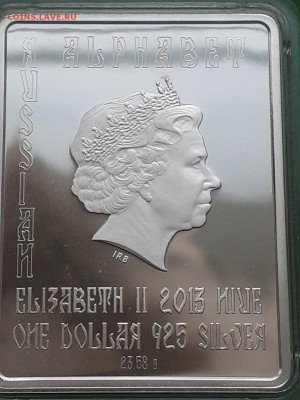 COINS.LAVE.RU
ALPHABET
RUSSIAN
IRB
ELIZABETH II 2013 NIUE
ONE DOLLAR 925 SILVER
23.58 g